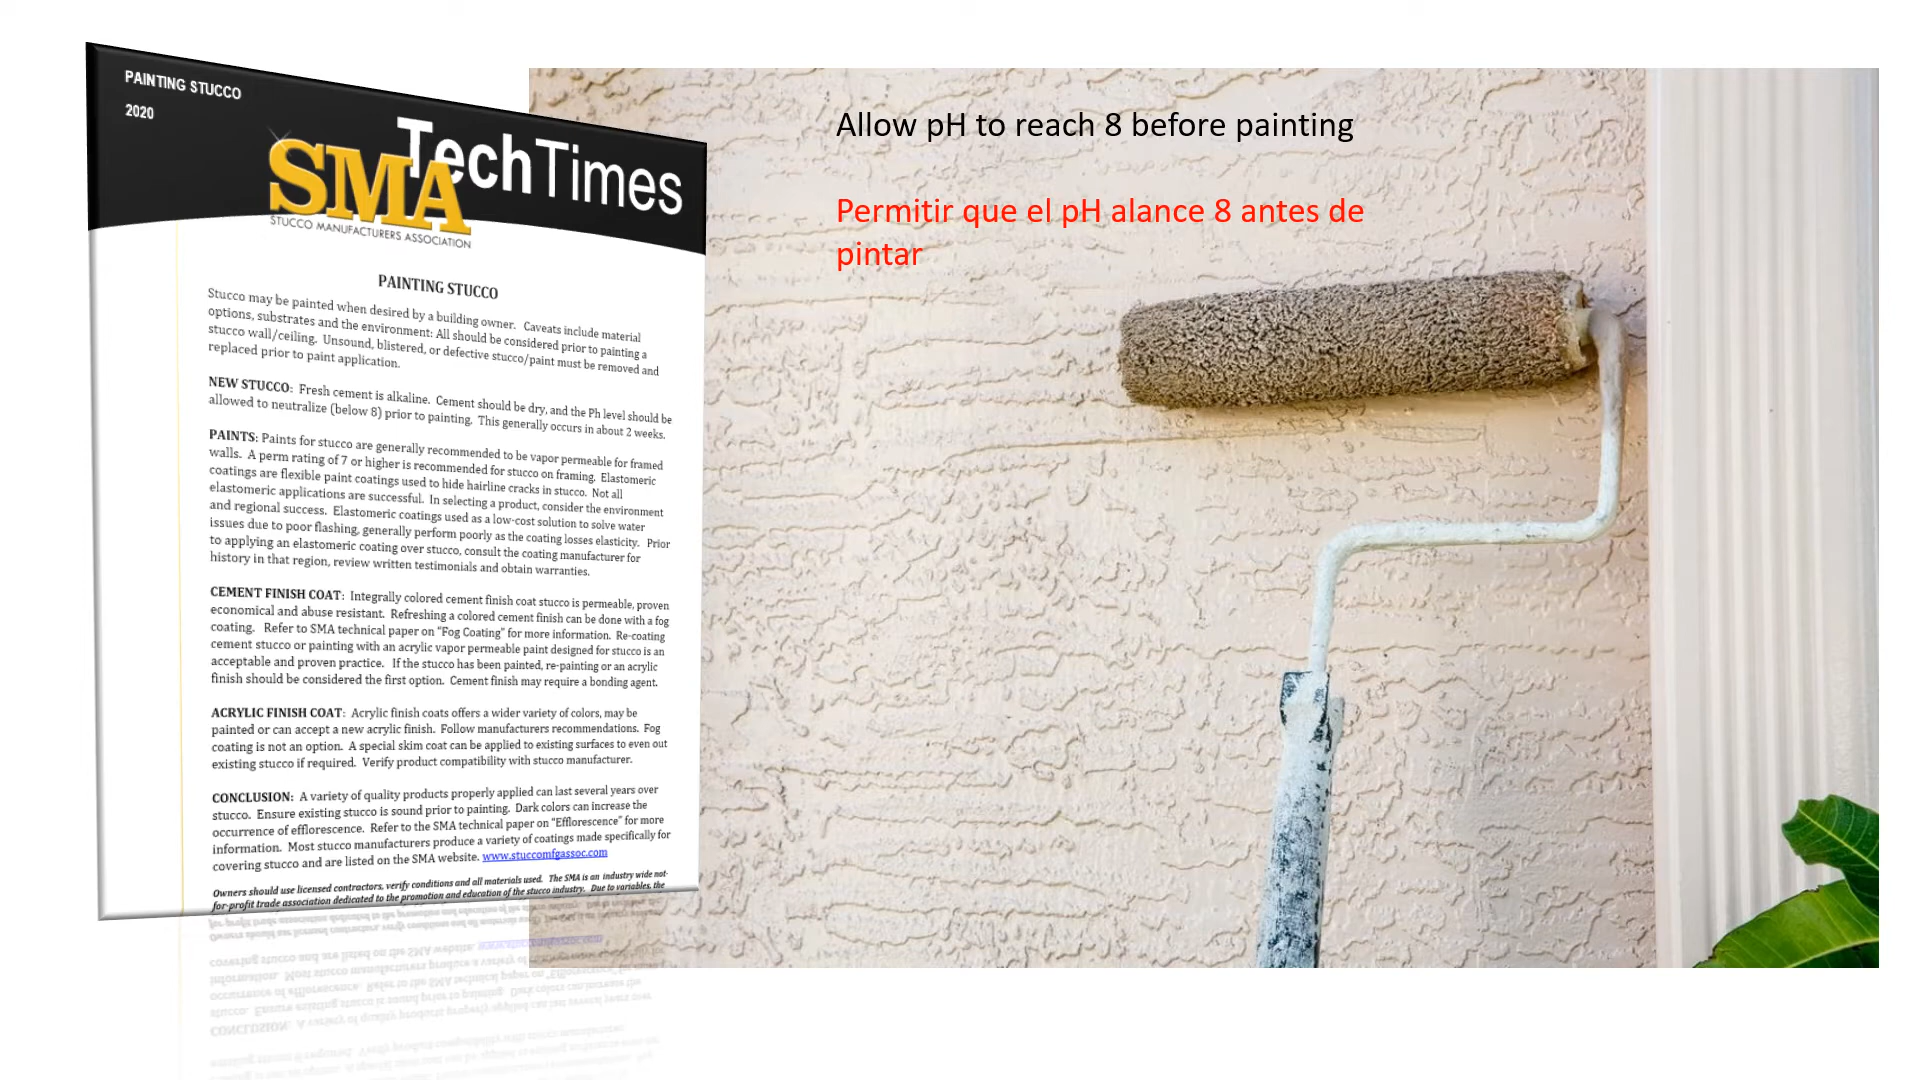 PAINTING STUCCO
2020
TechTimes
SMA
STUCCO MANUFACTURERS ASSOCIATION
PAINTING STUCCO
Stucco may be painted when desired by a building owner. Caveats include material
options, substrates and the environment: All should be considered prior to painting a
stucco wall/ceiling. Unsound, blistered, or defective stucco/paint must be removed and
replaced prior to paint application.
NEW STUCCO: Fresh cement is alkaline. Cement should be dry, and the Ph level should be
allowed to neutralize (below 8) prior to painting. This generally occurs in about 2 weeks.
PAINTS: Paints for stucco are generally recommended to be vapor permeable for framed
walls. A perm rating of 7 or higher is recommended for stucco on framing. Elastomeric
coatings are flexible paint coatings used to hide hairline cracks in stucco. Not all
elastomeric applications are successful. In selecting a product, consider the environment
and regional success. Elastomeric coatings used as a low-cost solution to solve water
issues due to poor flashing, generally perform poorly as the coating losses elasticity. Prior
to applying an elastomeric coating over stucco, consult the coating manufacturer for
history in that region, review written testimonials and obtain warranties.
CEMENT FINISH COAT: Integrally colored cement finish coat stucco is permeable, proven
economical and abuse resistant. Refreshing a colored cement finish can be done with a fog
coating. Refer to SMA technical paper on "Fog Coating" for more information. Re-coating
cement stucco or painting with an acrylic vapor permeable paint designed for stucco is an
acceptable and proven practice. If the stucco has been painted, re-painting or an acrylic
finish should be considered the first option. Cement finish may require a bonding agent.
ACRYLIC FINISH COAT: Acrylic finish coats offers a wider variety of colors, may be
painted or can accept a new acrylic finish. Follow manufacturers recommendations. Fog
coating is not an option. A special skim coat can be applied to existing surfaces to even out
existing stucco if required. Verify product compatibility with stucco manufacturer.
CONCLUSION: A variety of quality products properly applied can last several years over
stucco. Ensure existing stucco is sound prior to painting. Dark colors can increase the
occurrence of efflorescence. Refer to the SMA technical paper on "Efflorescence" for more
information. Most stucco manufacturers produce a variety of coatings made specifically for
covering stucco and are listed on the SMA website. www.stuccomfgassoc.com
Owners should use licensed contractors, verify conditions and all materials used. The SMA is an industry wide not-
for-profit trade association dedicated to the promotion and education of the stucco industry. Due to variables, the
Allow pH to reach 8 before painting
Permitir que el pH alance 8 antes de
pintar